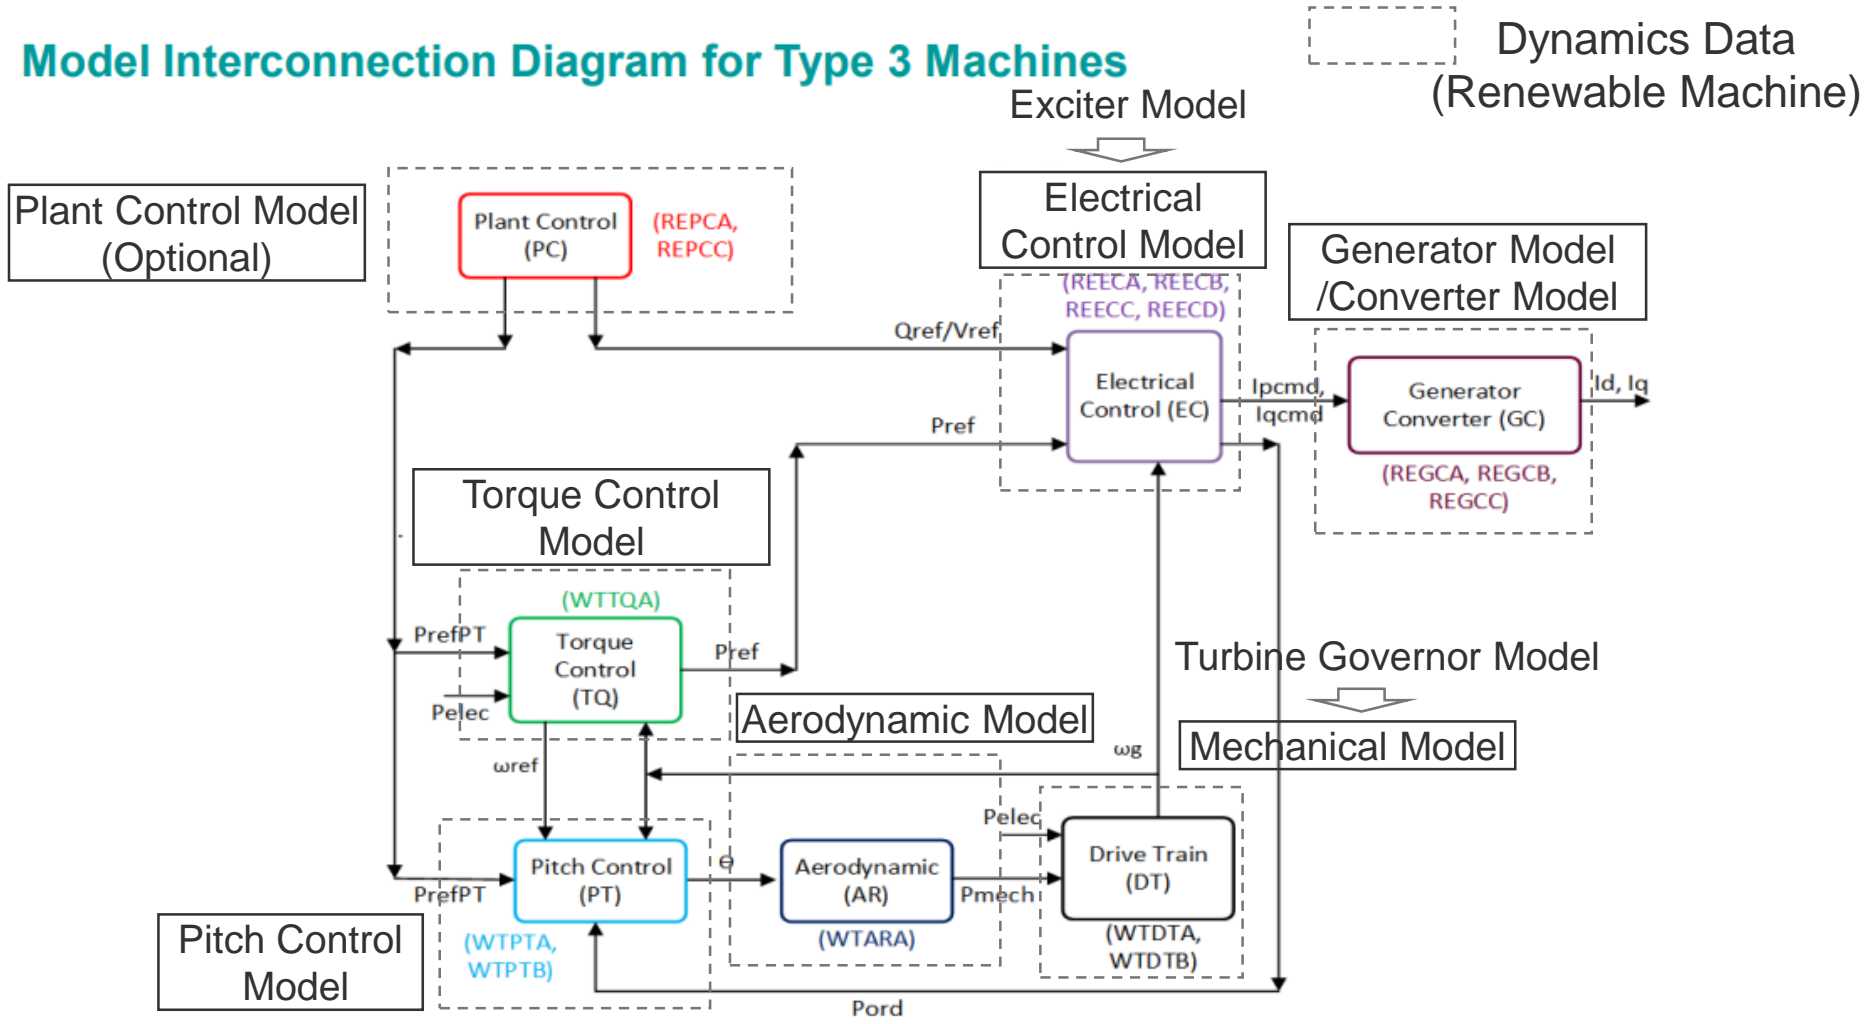 Model Interconnection Diagram for Type 3 Machines
Dynamics Data
(Renewable Machine)
Exciter Model
Plant Control Model
(Optional)
Plant Control
(PC)
(REPCA,
REPCC)
Electrical
Control Model
(REECA, REECB,
REECC, REECD)
Generator Model
/Converter Model
Qref/Vref
Electrical
Control (EC)
Ipcmd,
Iqcmd
Generator
Converter (GC)
Id, Iq
(REGCA, REGCB,
REGCC)
Pref
Torque Control
Model
(WTTQA)
PrefPT
Torque
Control
(TQ)
Pref
Pelec
Turbine Governor Model
Aerodynamic Model
Mechanical Model
ωref
ωg
Pelec
Pitch Control
(PT)
Θ
Aerodynamic
(AR)
Pmech
Drive Train
(DT)
PrefPT
Pitch Control
Model
(WTPTA,
WTPTB)
(WTARA)
(WTDTA,
WTDTB)
Pord